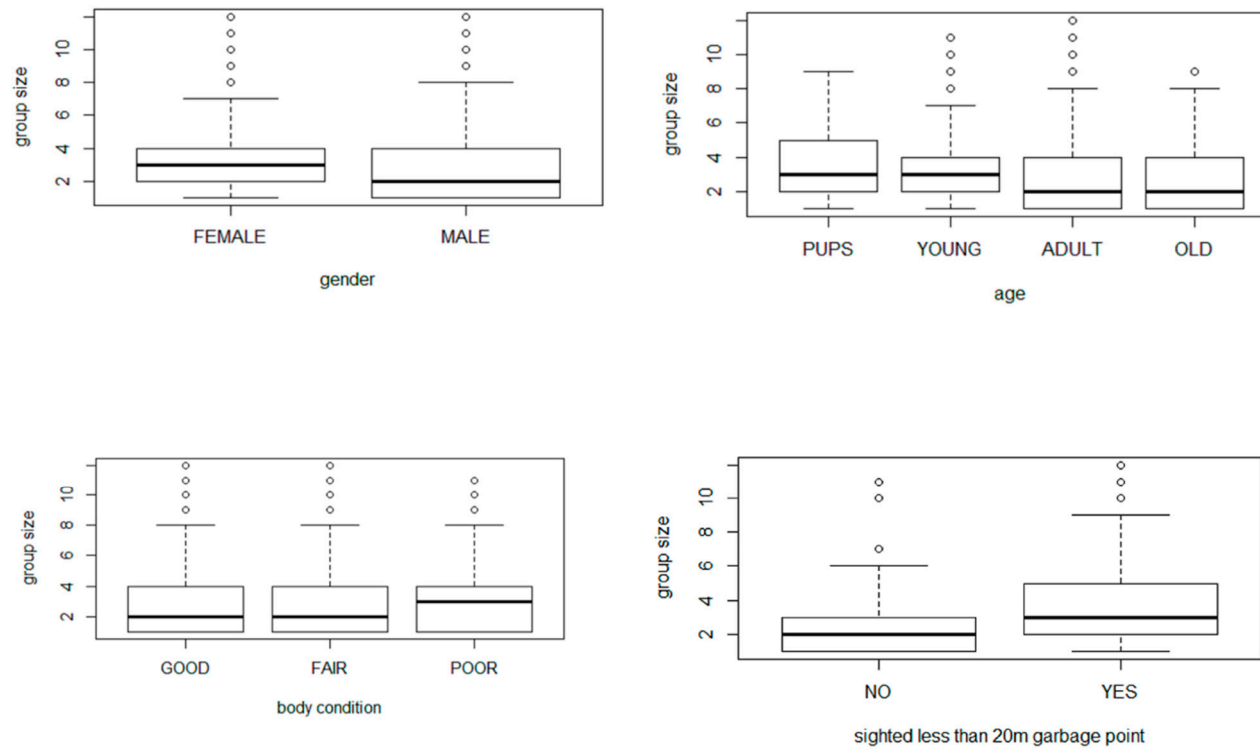 group size
10
8
6
4
2
FEMALE MALE
gender
group size
10
8
6
4
2
PUPS YOUNG ADULT OLD
age
group size
10
8
6
4
2
GOOD FAIR POOR
body condition
group size
10
8
6
4
2
NO YES
sighted less than 20m garbage point